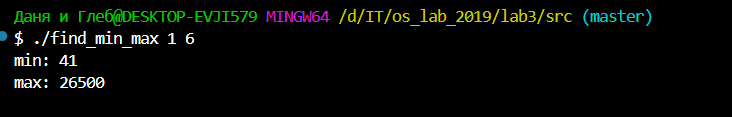 Даня и Глеб@DESKTOP-EVJI579 MINGW64 /d/IT/os_lab_2019/lab3/src (master)
$ ./find_min_max 1 6
min: 41
max: 26500